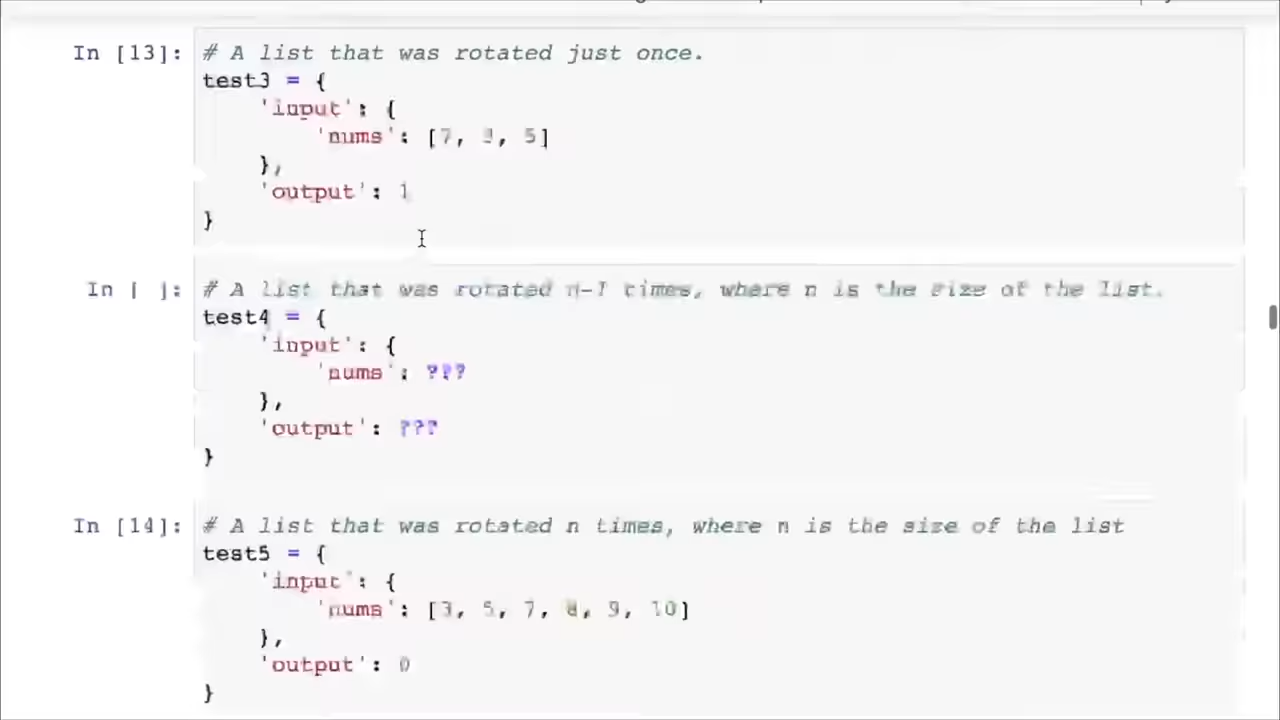 In [13]: # A list that was rotated just once.
test3 = {
    'input': {
        'nums': [7, 3, 5]
    },
    'output': 1
}
In [ ]: # A list that was rotated n-1 times, where n is the size of the list.
test4 = {
    'input': {
        'nums': ???
    },
    'output': ???
}
In [14]: # A list that was rotated n times, where n is the size of the list
test5 = {
    'input': {
        'nums': [3, 5, 7, 8, 9, 10]
    },
    'output': 0
}